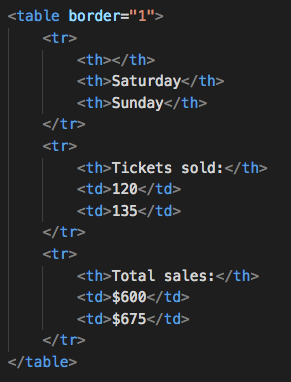 <table border="1">
<tr>
<th></th>
<th>Saturday</th>
<th>Sunday</th>
</tr>
<tr>
<th>Tickets sold:</th>
<td>120</td>
<td>135</td>
</tr>
<tr>
<th>Total sales:</th>
<td>$600</td>
<td>$675</td>
</tr>
</table>